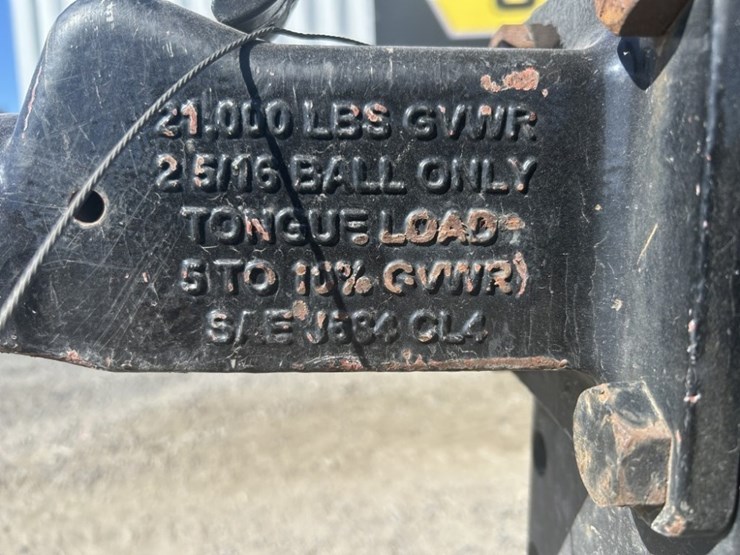 21,000 LBS GVWR
2 5/16 BALL ONLY
TONGUE LOAD
5 TO 10% GVWR)
SAE J684 CL4